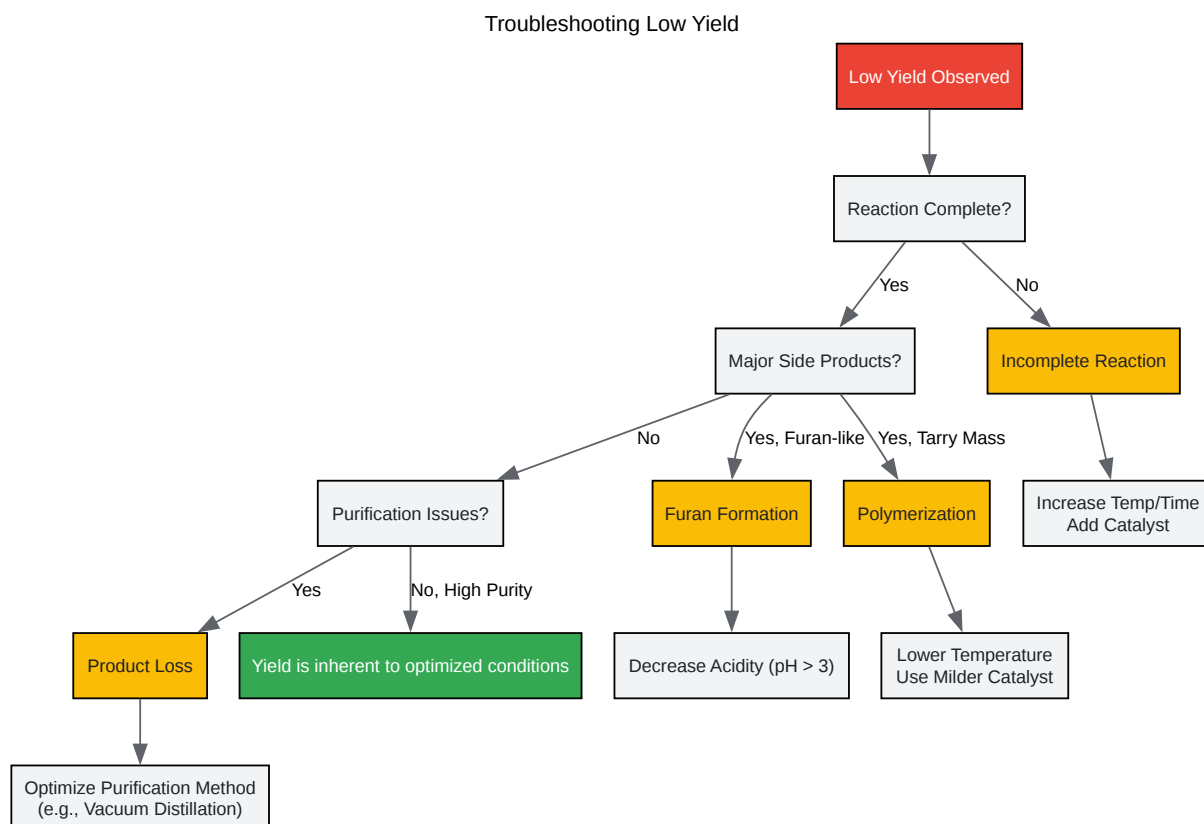 Troubleshooting Low Yield
Low Yield Observed
Reaction Complete?
Yes
No
Major Side Products?
Incomplete Reaction
No
Yes, Furan-like
Yes, Tarry Mass
Purification Issues?
Furan Formation
Polymerization
Increase Temp/Time
Add Catalyst
Yes
No, High Purity
Product Loss
Yield is inherent to optimized conditions
Decrease Acidity (pH > 3)
Lower Temperature
Use Milder Catalyst
Optimize Purification Method
(e.g., Vacuum Distillation)